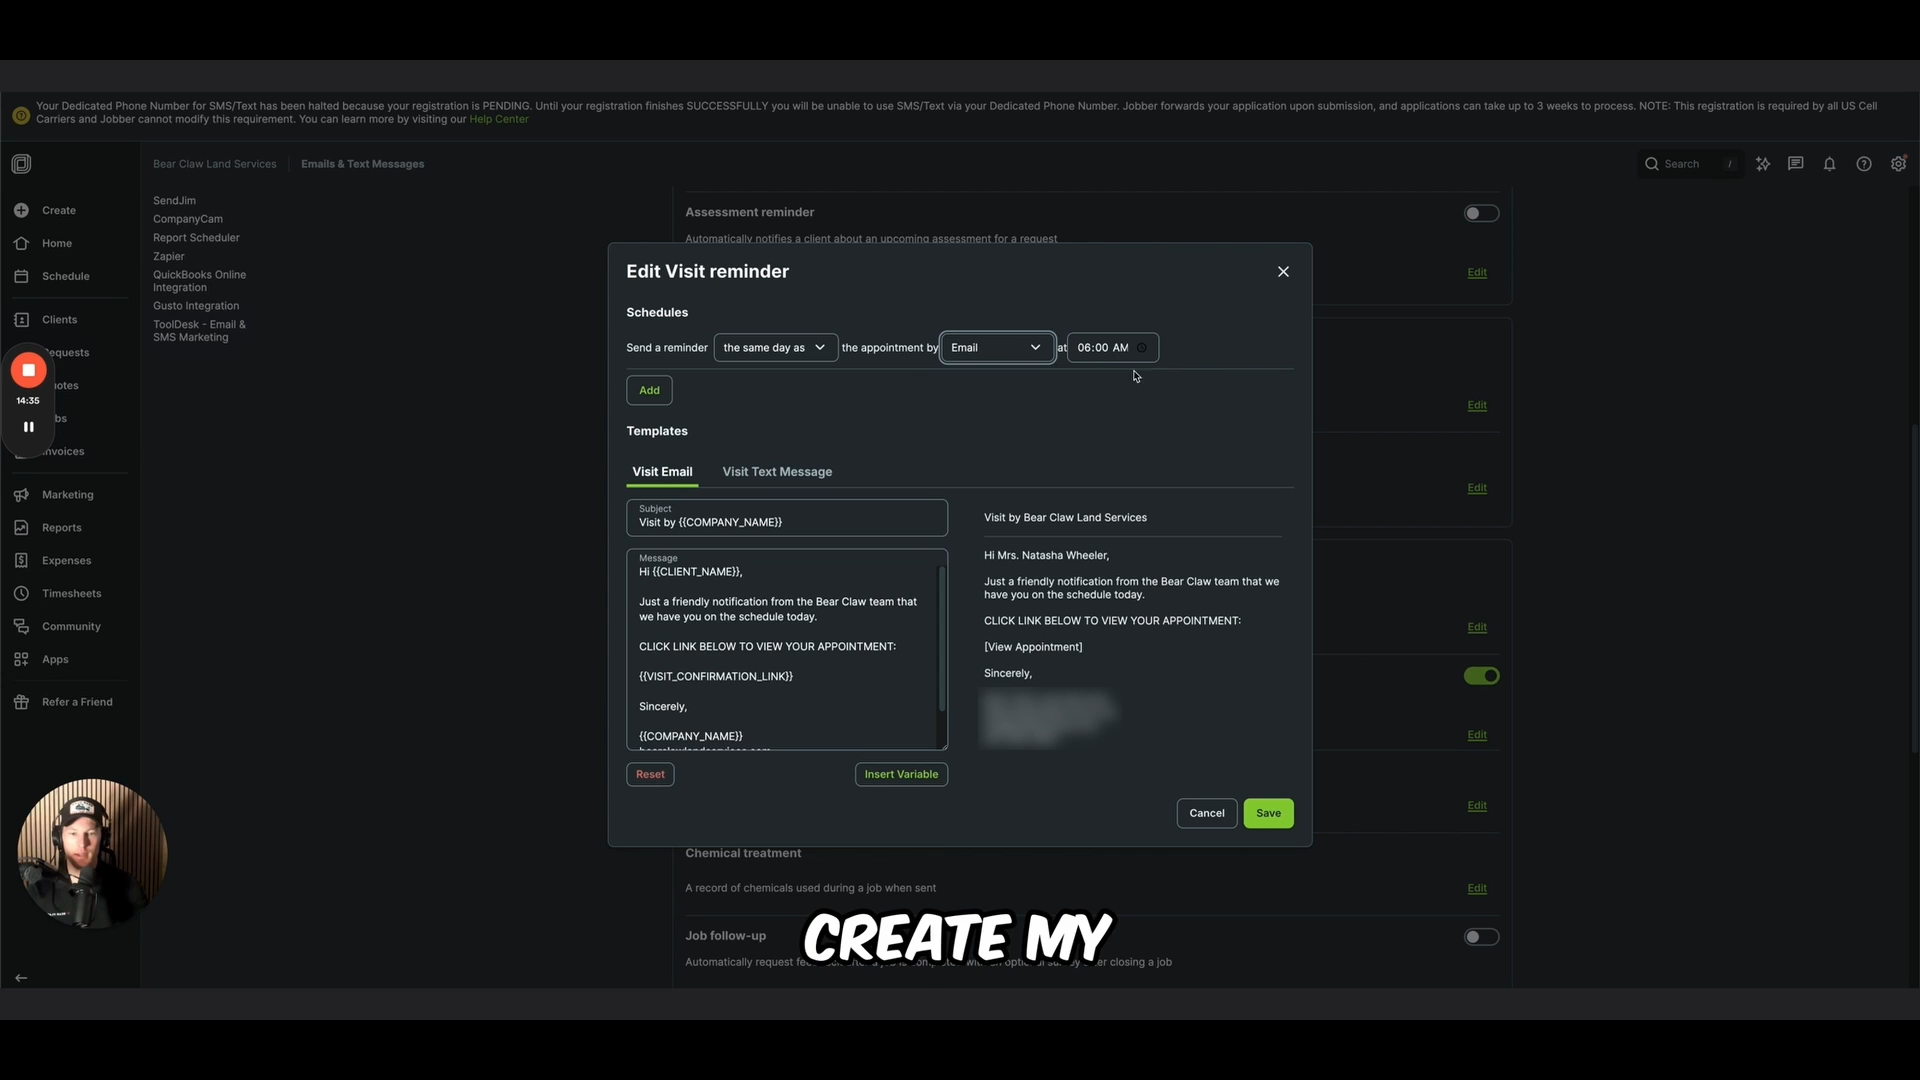 Your Dedicated Phone Number for SMS/Text has been halted because your registration is PENDING. Until your registration finishes SUCCESSFULLY you will be unable to use SMS/Text via your Dedicated Phone Number. Jobber forwards your application upon submission, and applications can take up to 3 weeks to process. NOTE: This registration is required by all US Cell
Carriers and Jobber cannot modify this requirement. You can learn more by visiting our Help Center
Bear Claw Land Services
Emails & Text Messages
Search /
Create
Home
Schedule
Clients
equests
uotes
bs
nvoices
Marketing
Reports
Expenses
Timesheets
Community
Apps
Refer a Friend
14:35
SendJim
CompanyCam
Report Scheduler
Zapier
QuickBooks Online
Integration
Gusto Integration
ToolDesk - Email &
SMS Marketing
Assessment reminder
Automatically notifies a client about an upcoming assessment for a request
Edit
Edit Visit reminder
Schedules
Send a reminder the same day as the appointment by Email at 06:00 AM
Add
Edit
Templates
Visit Email
Visit Text Message
Edit
Subject
Visit by {{COMPANY_NAME}}
Message
Hi {{CLIENT_NAME}},
Just a friendly notification from the Bear Claw team that
we have you on the schedule today.
CLICK LINK BELOW TO VIEW YOUR APPOINTMENT:
{{VISIT_CONFIRMATION_LINK}}
Sincerely,
{{COMPANY_NAME}}
Reset
Insert Variable
Visit by Bear Claw Land Services
Hi Mrs. Natasha Wheeler,
Just a friendly notification from the Bear Claw team that we
have you on the schedule today.
CLICK LINK BELOW TO VIEW YOUR APPOINTMENT:
[View Appointment]
Sincerely,
Cancel
Save
Edit
Edit
Edit
Chemical treatment
A record of chemicals used during a job when sent
Edit
CREATE MY
Job follow-up
Automatically request closing a job